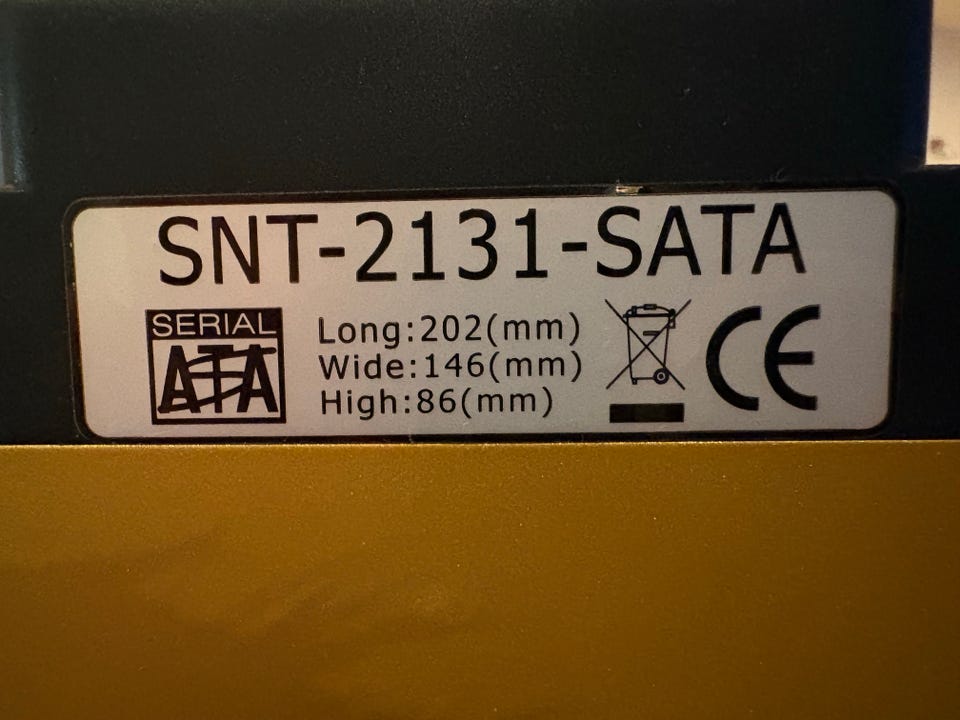 SNT-2131-SATA
SERIAL
ATA
Long:202(mm)
Wide:146(mm)
High:86(mm)
CE